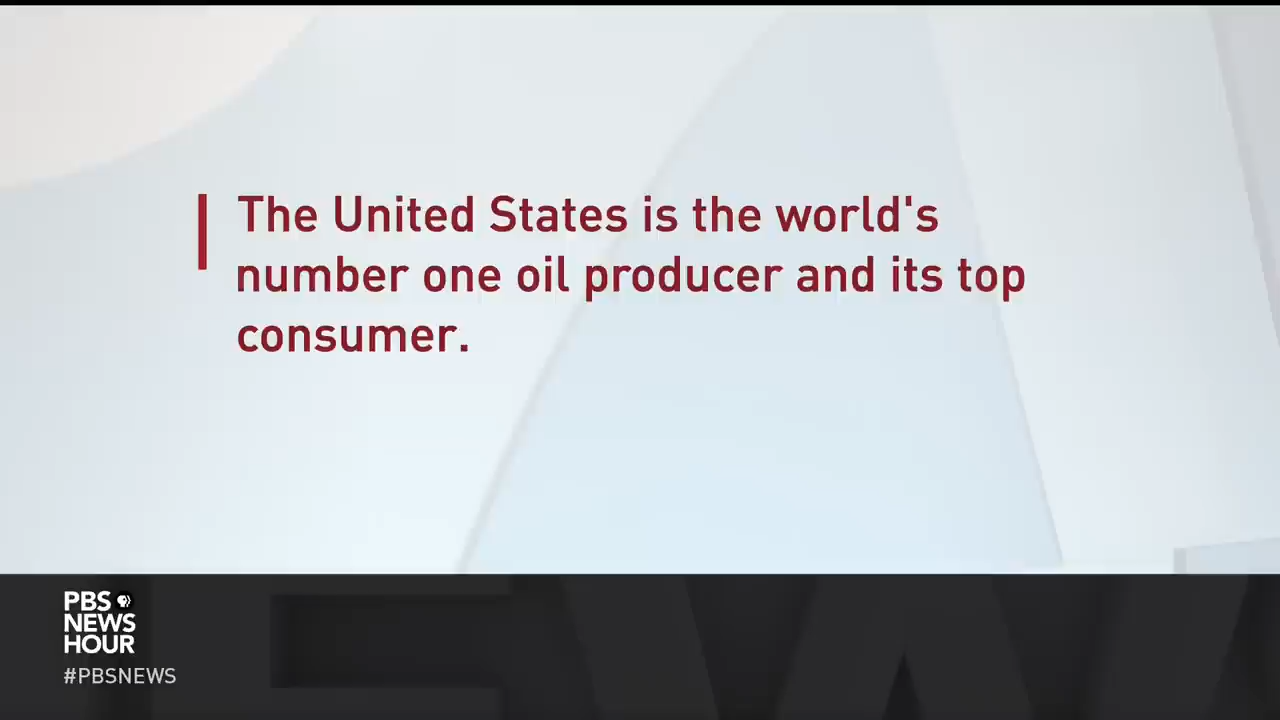 The United States is the world's
number one oil producer and its top
consumer.
PBS
NEWS
HOUR
#PBSNEWS